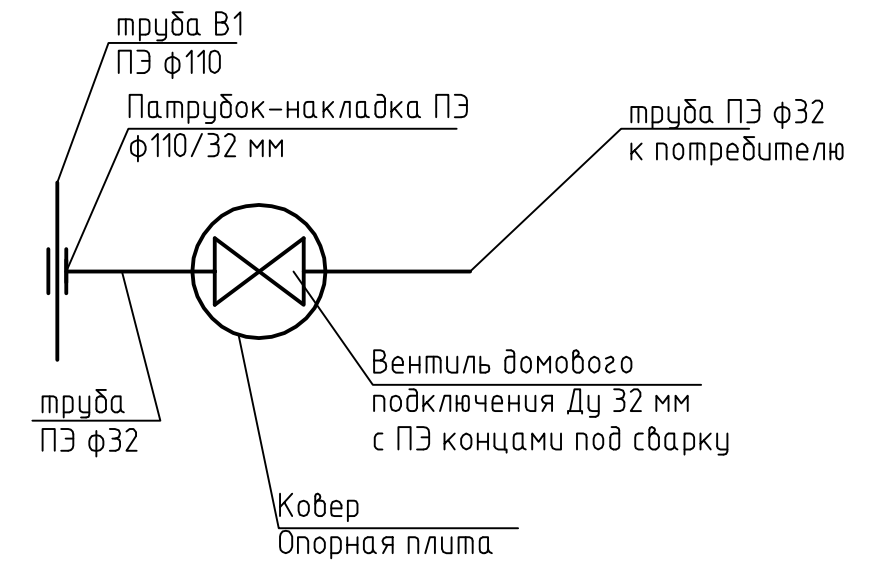 труба В1
ПЭ ф110
Патрубок-накладка ПЭ
ф110/32 мм
труба ПЭ ф32
к потребителю
Вентиль домового
подключения Ду 32 мм
с ПЭ концами под сварку
труба
ПЭ ф32
Ковер
Опорная плита